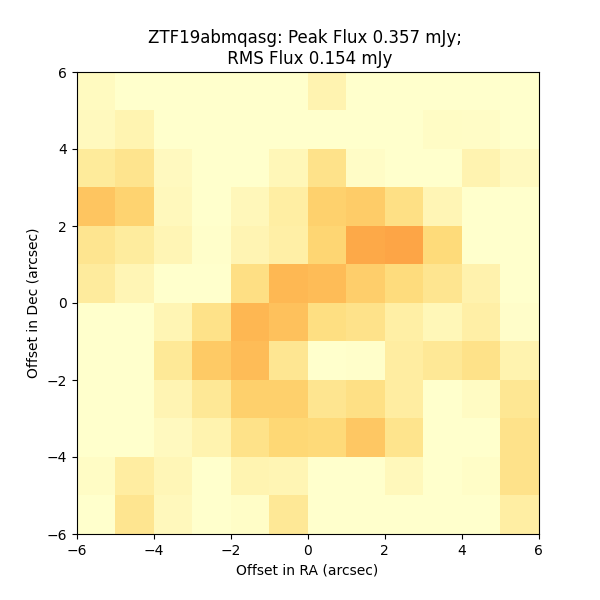 ZTF19abmqasg: Peak Flux 0.357 mJy;
RMS Flux 0.154 mJy
6
4
2
0
−2
−4
−6
Offset in Dec (arcsec)
−6 −4 −2 0 2 4 6
Offset in RA (arcsec)